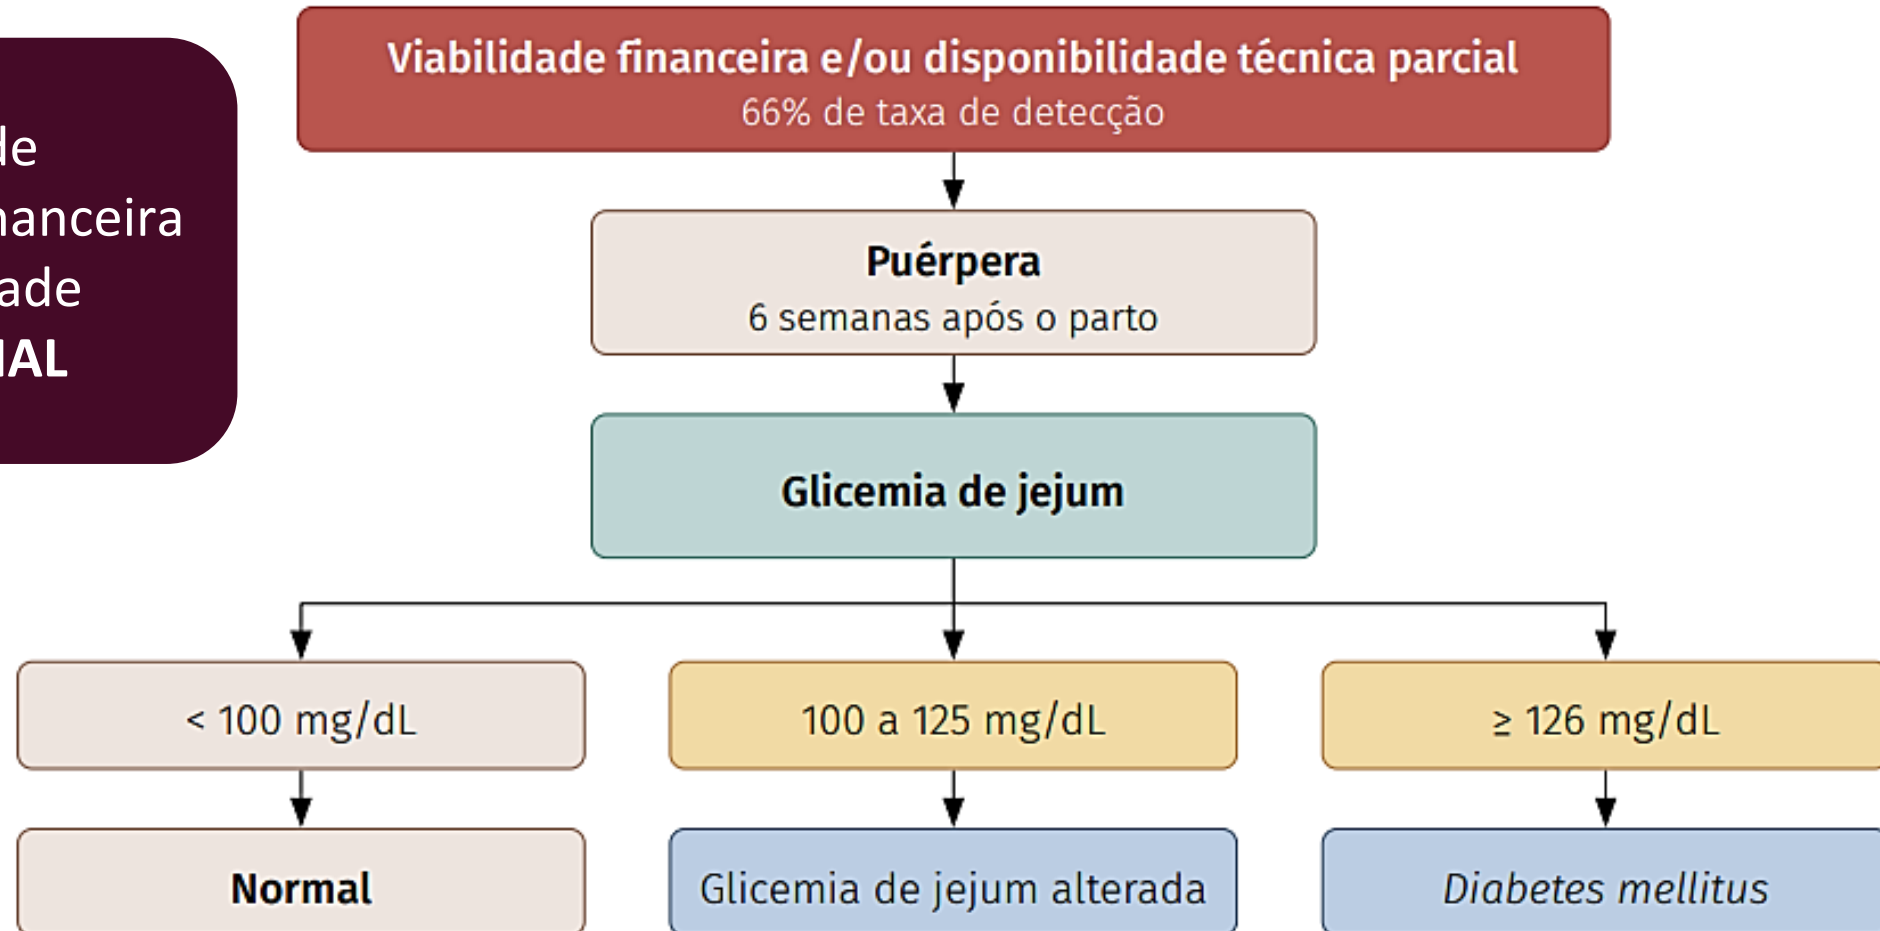 de
nanceira
ade
IAL
Viabilidade financeira e/ou disponibilidade técnica parcial
66% de taxa de detecção
Puérpera
6 semanas após o parto
Glicemia de jejum
< 100 mg/dL
100 a 125 mg/dL
≥ 126 mg/dL
Normal
Glicemia de jejum alterada
Diabetes mellitus